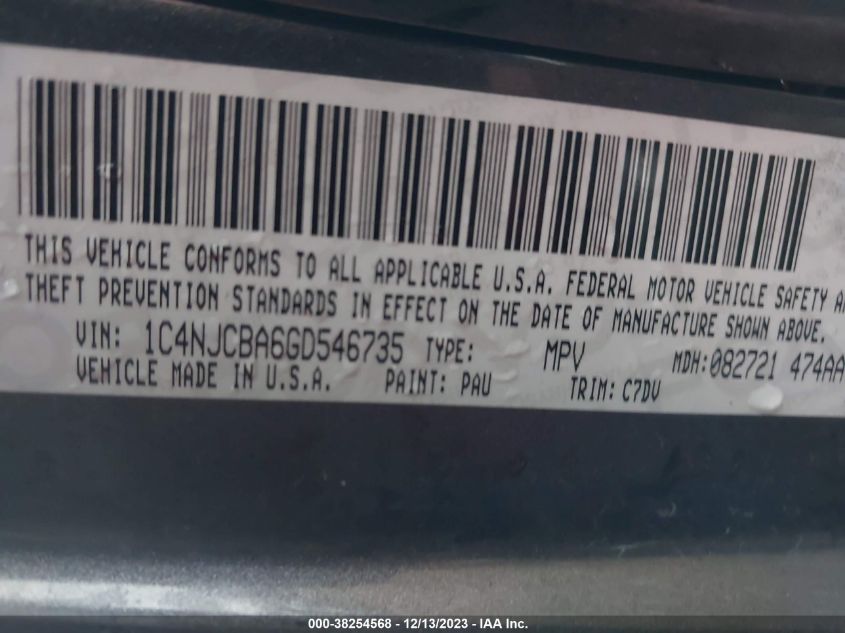 THIS VEHICLE CONFORMS TO ALL APPLICABLE U.S.A. FEDERAL MOTOR VEHICLE SAFETY
THEFT PREVENTION STANDARDS IN EFFECT ON THE DATE OF MANUFACTURE SHOWN ABOVE.
VIN: 1C4NJCBA6GD546735 TYPE: MPV MDH:082721 474AA
VEHICLE MADE IN U.S.A. PAINT: PAU TRIM: C7DV
000-38254568 - 12/13/2023 - IAA Inc.